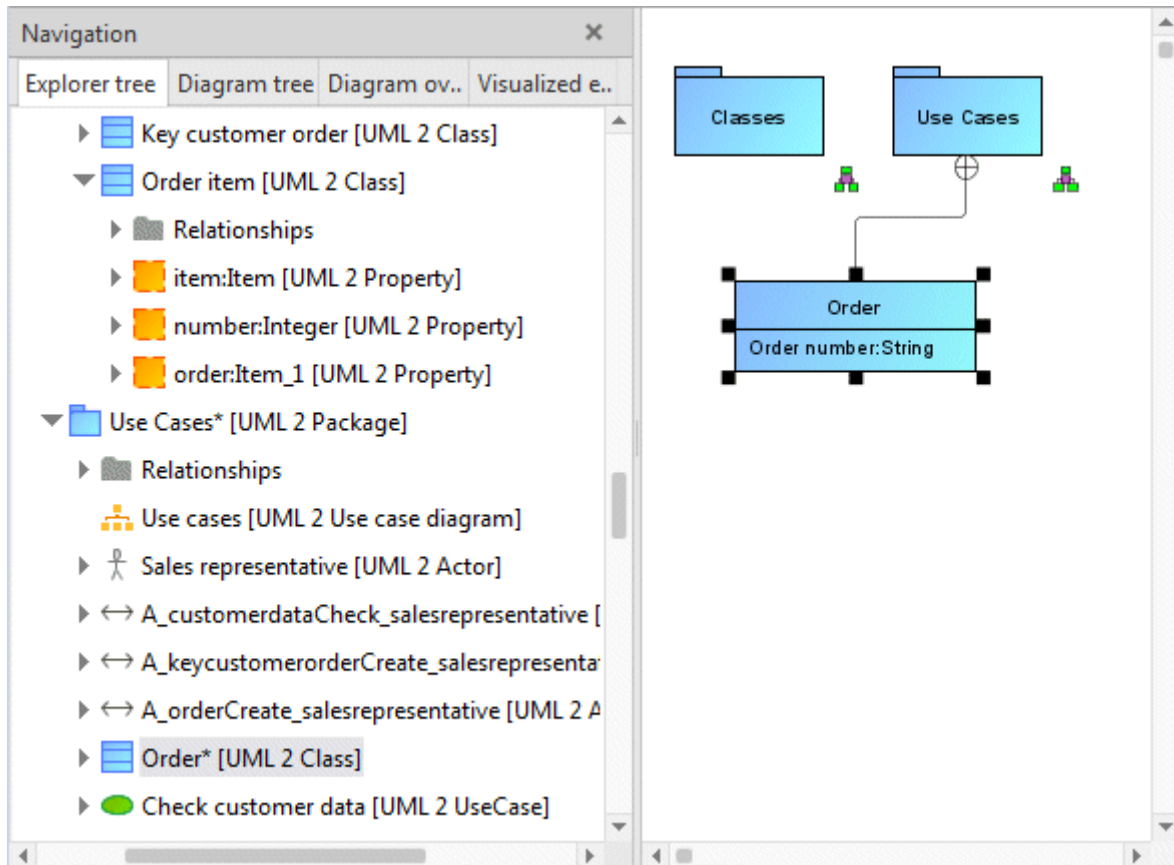 Navigation
Explorer tree
Diagram tree
Diagram ov..
Visualized e..
Key customer order [UML 2 Class]
Order item [UML 2 Class]
Relationships
item:Item [UML 2 Property]
number:Integer [UML 2 Property]
order:Item_1 [UML 2 Property]
Use Cases* [UML 2 Package]
Relationships
Use cases [UML 2 Use case diagram]
Sales representative [UML 2 Actor]
A_customerdataCheck_salesrepresentative [
A_keycustomerorderCreate_salesrepresentat
A_orderCreate_salesrepresentative [UML 2 A
Order* [UML 2 Class]
Check customer data [UML 2 UseCase]
Classes
Use Cases
Order
Order number:String